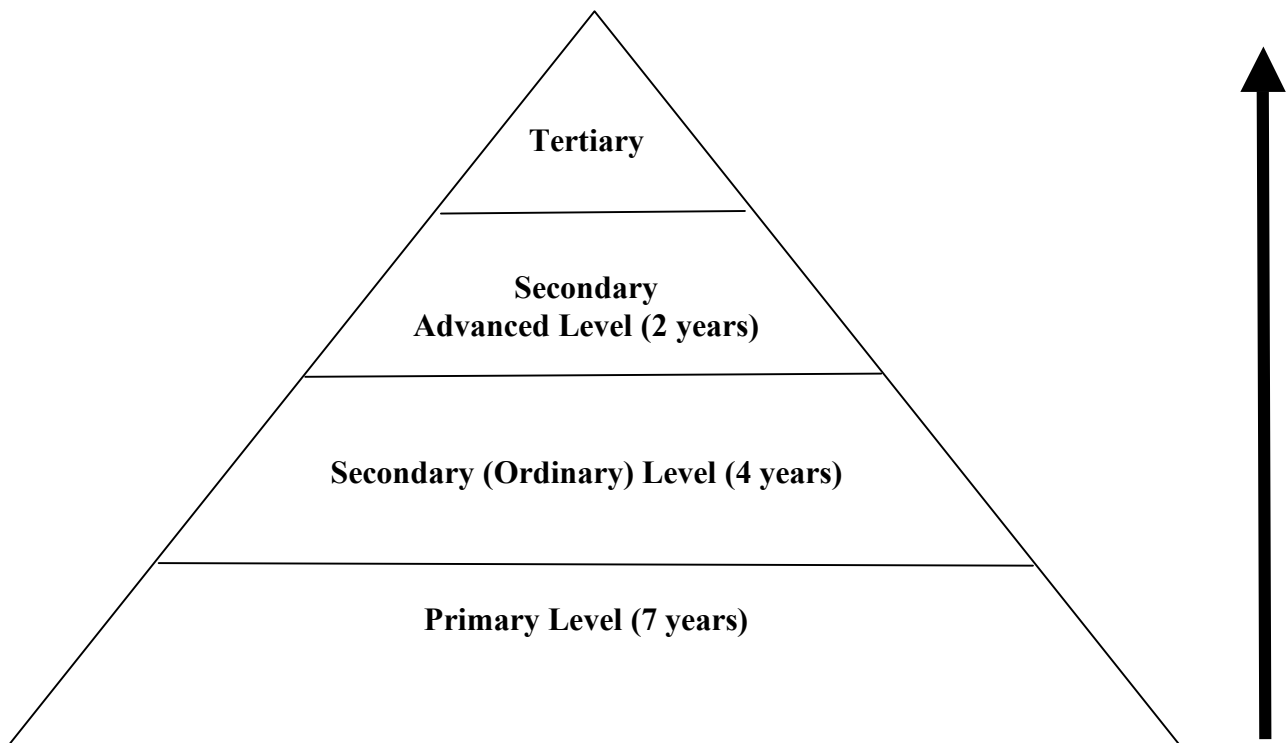 Tertiary
Secondary
Advanced Level (2 years)
Secondary (Ordinary) Level (4 years)
Primary Level (7 years)